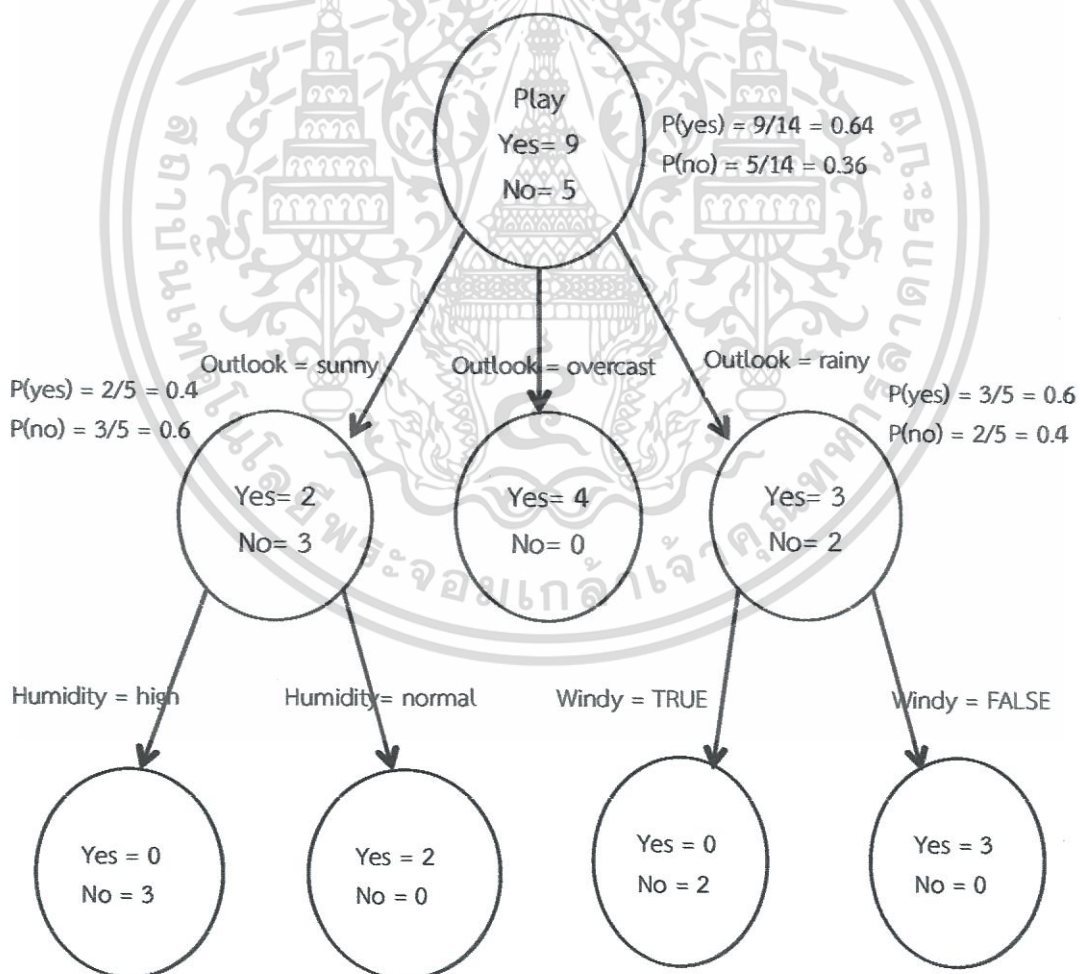 Play
Yes= 9
No= 5
P(yes) = 9/14 = 0.64
P(no) = 5/14 = 0.36
Outlook = sunny
Outlook = overcast
Outlook = rainy
P(yes) = 2/5 = 0.4
P(no) = 3/5 = 0.6
P(yes) = 3/5 = 0.6
P(no) = 2/5 = 0.4
Yes= 2
No= 3
Yes= 4
No= 0
Yes= 3
No= 2
Humidity = high
Humidity= normal
Windy = TRUE
Windy = FALSE
Yes = 0
No = 3
Yes = 2
No = 0
Yes = 0
No = 2
Yes = 3
No = 0